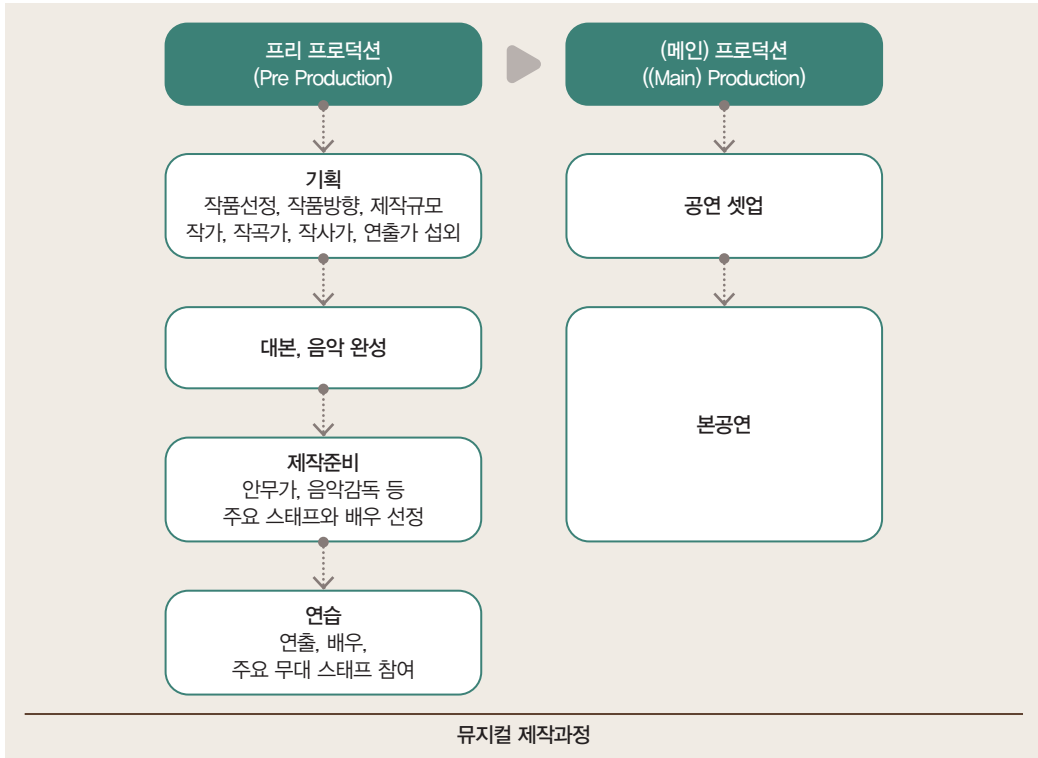 프리 프로덕션
(Pre Production)
기획
작품선정, 작품방향, 제작규모
작가, 작곡가, 작사가, 연출가 섭외
대본, 음악 완성
제작준비
안무가, 음악감독 등
주요 스태프와 배우 선정
연습
연출, 배우,
주요 무대 스태프 참여
(메인) 프로덕션
((Main) Production)
공연 셋업
본공연
뮤지컬 제작과정